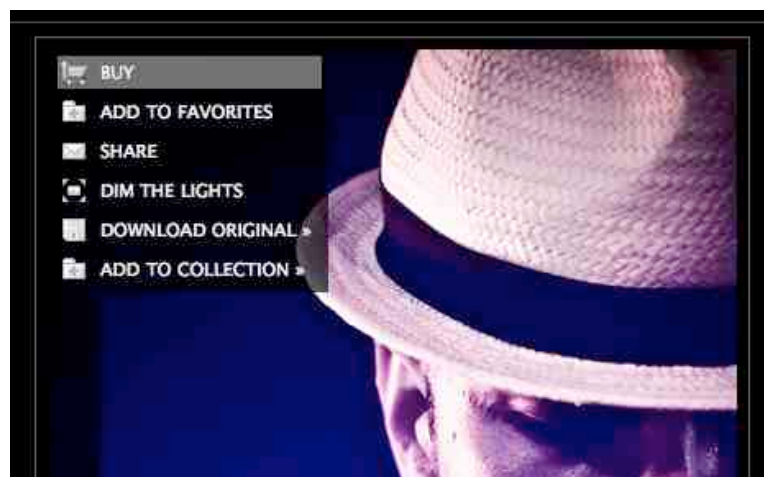 BUY
ADD TO FAVORITES
SHARE
DIM THE LIGHTS
DOWNLOAD ORIGINAL »
ADD TO COLLECTION »